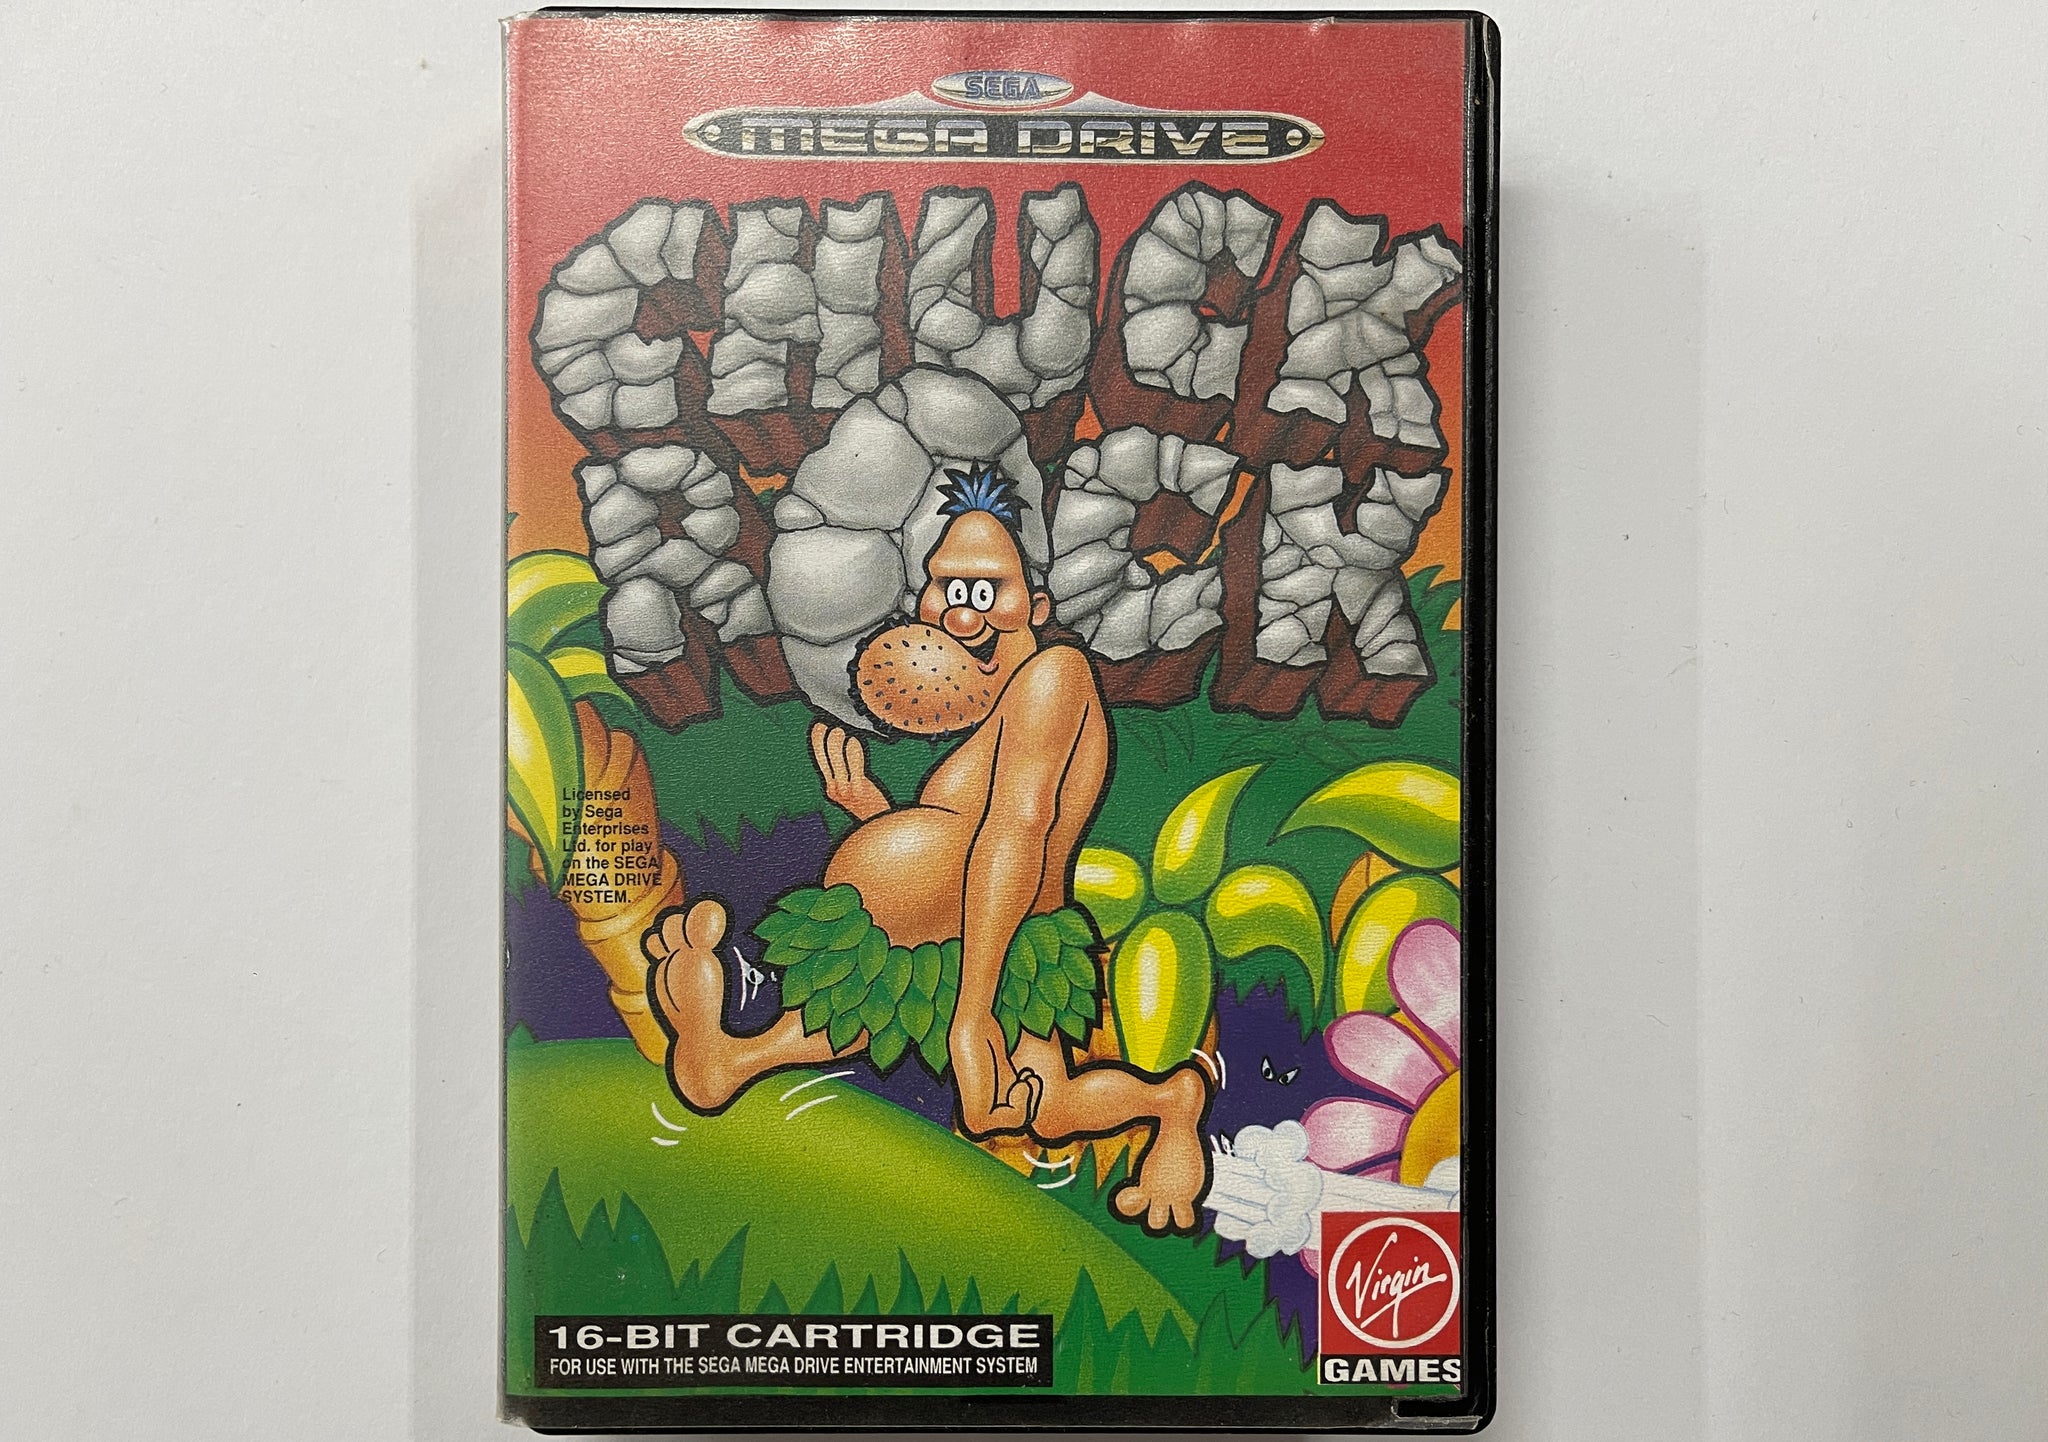 SEGA
MEGA DRIVE
CHUCK
ROCK
Licensed
by Sega
Enterprises
Ltd. for play
on the SEGA
MEGA DRIVE
SYSTEM.
16-BIT CARTRIDGE
FOR USE WITH THE SEGA MEGA DRIVE ENTERTAINMENT SYSTEM
Virgin
GAMES